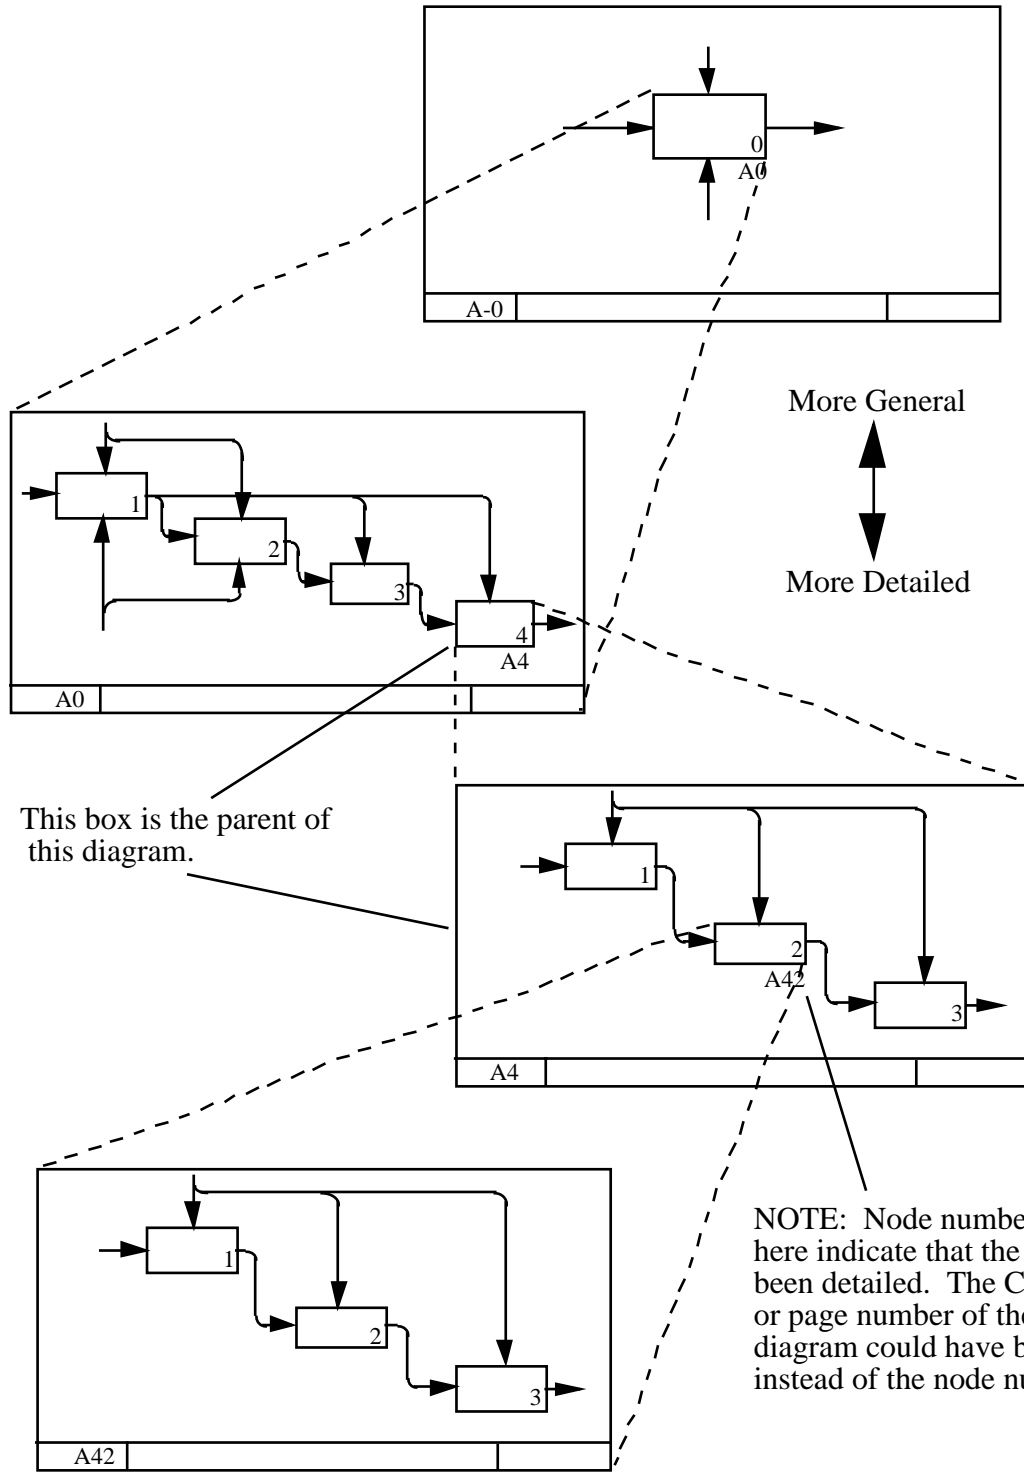 0
A0
A-0
More General
More Detailed
1
2
3
4
A4
A0
This box is the parent of
this diagram.
1
2
A42
3
A4
NOTE: Node numbe
here indicate that the
been detailed. The C
or page number of the
diagram could have b
instead of the node nu
1
2
3
A42